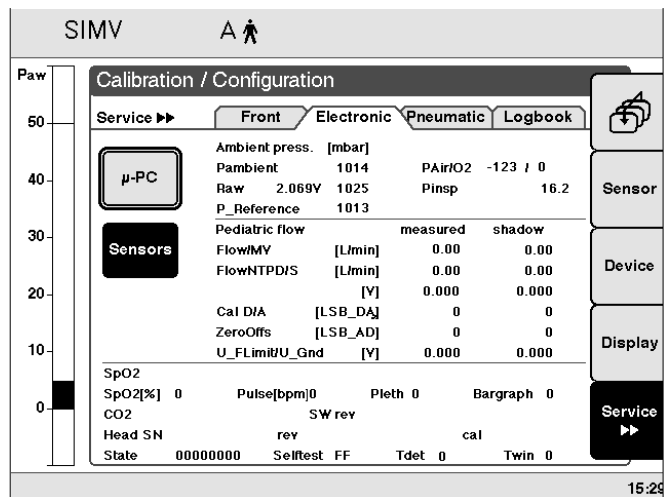 SIMV A
Paw
Calibration / Configuration
Service ▶▶ Front Electronic Pneumatic Logbook
50
Ambient press. [mbar]
Pambient 1014 PAir/O2 -123 / 0
µ-PC
Raw 2.069V 1025 Pinsp 16.2
40
Sensor
P_Reference 1013
Pediatric flow measured shadow
30
Sensors
Flow/MV [L/min] 0.00 0.00
FlowNTPD/S [L/min] 0.00 0.00
Device
[V] 0.000 0.000
20
Cal D/A [LSB_DA] 0 0
ZeroOffs [LSB_AD] 0 0
Display
10
U_FLimit/U_Gnd [V] 0.000 0.000
SpO2
SpO2[%] 0 Pulse[bpm]0 Pleth 0 Bargraph 0
0
CO2 SW rev
Service ▶▶
Head SN rev cal
State 00000000 Selftest FF Tdet 0 Twin 0
15:29